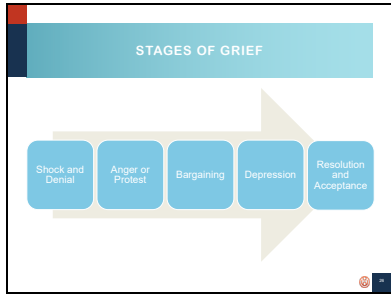 STAGES OF GRIEF
Shock and
Denial
Anger or
Protest
Bargaining
Depression
Resolution
and
Acceptance